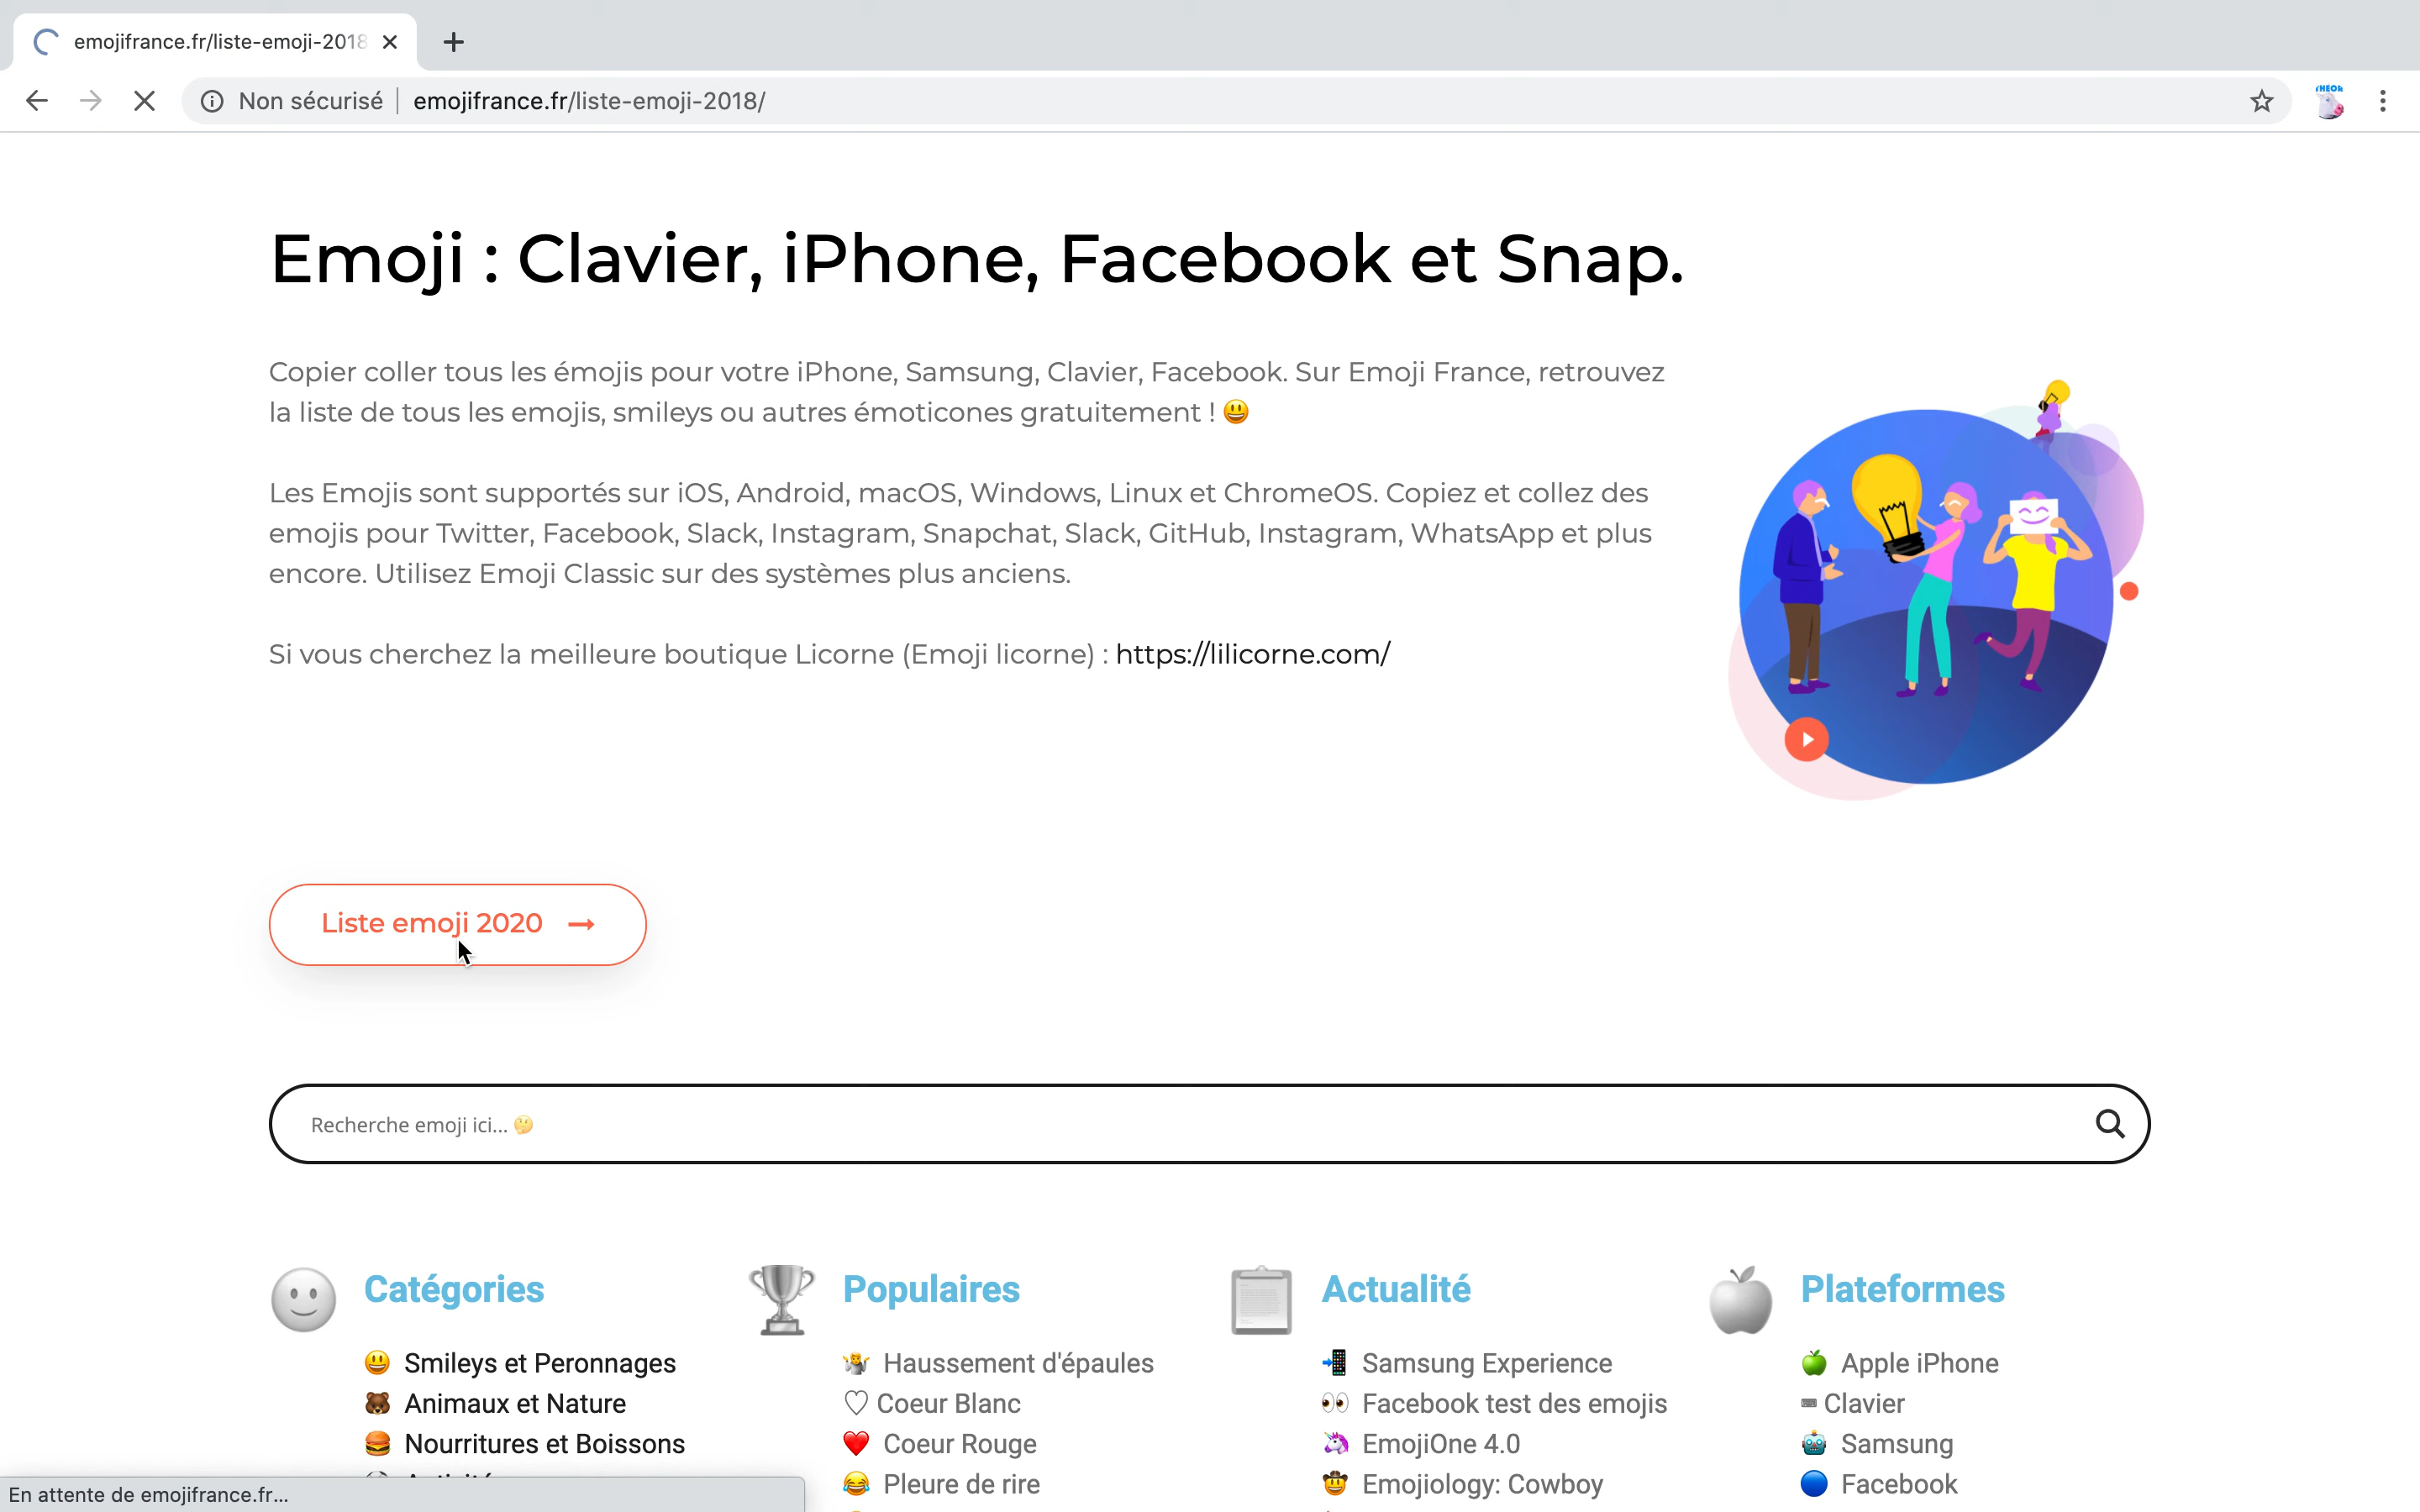 emojifrance.fr/liste-emoji-2018
Non sécurisé
emojifrance.fr/liste-emoji-2018/
Emoji : Clavier, iPhone, Facebook et Snap.
Copier coller tous les émojis pour votre iPhone, Samsung, Clavier, Facebook. Sur Emoji France, retrouvez
la liste de tous les emojis, smileys ou autres émoticones gratuitement ! 😃
Les Emojis sont supportés sur iOS, Android, macOS, Windows, Linux et ChromeOS. Copiez et collez des
emojis pour Twitter, Facebook, Slack, Instagram, Snapchat, Slack, GitHub, Instagram, WhatsApp et plus
encore. Utilisez Emoji Classic sur des systèmes plus anciens.
Si vous cherchez la meilleure boutique Licorne (Emoji licorne) : https://lilicorne.com/
Liste emoji 2020 →
Recherche emoji ici... 🤔
Catégories
😃 Smileys et Peronnages
🐻 Animaux et Nature
🍔 Nourritures et Boissons
Populaires
🤷 Haussement d'épaules
♡ Coeur Blanc
❤️ Coeur Rouge
😂 Pleure de rire
Actualité
📲 Samsung Experience
👀 Facebook test des emojis
🦄 EmojiOne 4.0
🤠 Emojiology: Cowboy
Plateformes
🍏 Apple iPhone
⌨ Clavier
🤖 Samsung
🔵 Facebook
En attente de emojifrance.fr...